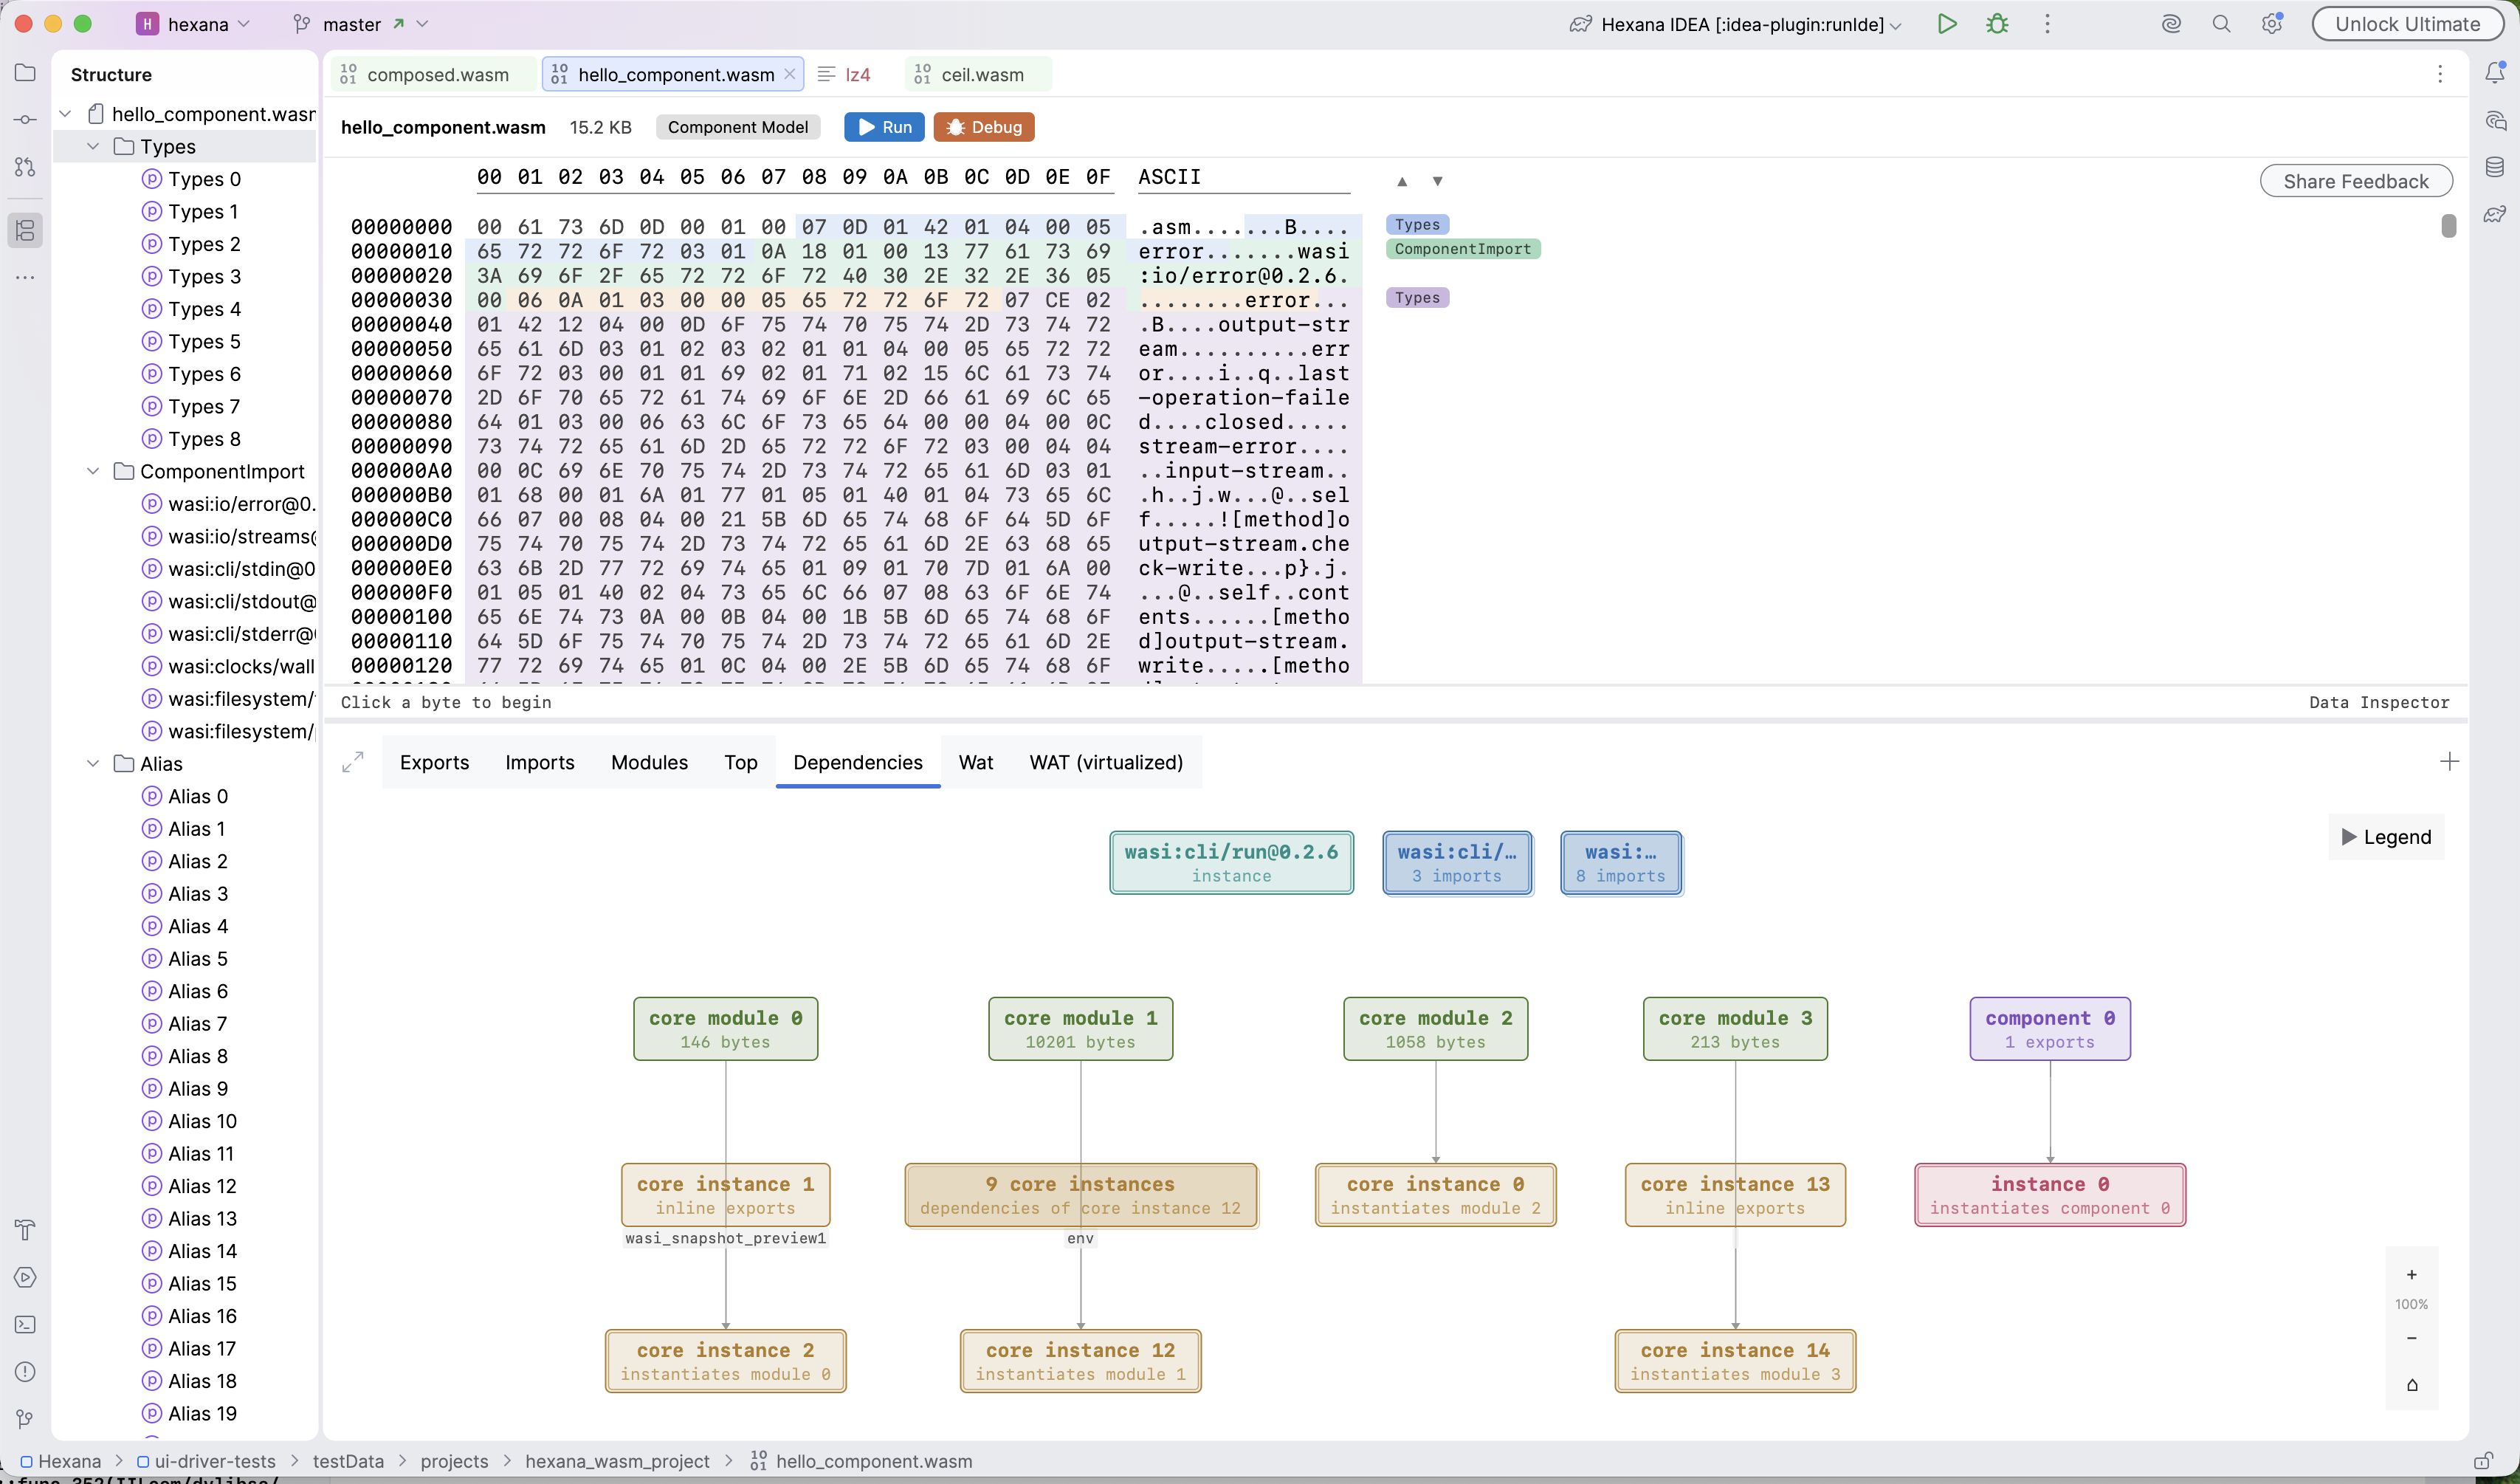 H hexana master Hexana IDEA [:idea-plugin:runIde] Unlock Ultimate
Structure
composed.wasm hello_component.wasm lz4 ceil.wasm
hello_component.wasm 15.2 KB Component Model Run Debug
hello_component.wasm
Types
Types 0
Types 1
Types 2
Types 3
Types 4
Types 5
Types 6
Types 7
Types 8
ComponentImport
wasi:io/error@0.
wasi:io/streams@
wasi:cli/stdin@0
wasi:cli/stdout@
wasi:cli/stderr@
wasi:clocks/wall
wasi:filesystem/
wasi:filesystem/
Alias
Alias 0
Alias 1
Alias 2
Alias 3
Alias 4
Alias 5
Alias 6
Alias 7
Alias 8
Alias 9
Alias 10
Alias 11
Alias 12
Alias 13
Alias 14
Alias 15
Alias 16
Alias 17
Alias 18
Alias 19
00 01 02 03 04 05 06 07 08 09 0A 0B 0C 0D 0E 0F ASCII ▲ ▼
Share Feedback
00000000 00 61 73 6D 0D 00 01 00 07 0D 01 42 01 04 00 05 .asm.......B.... Types
00000010 65 72 72 6F 72 03 01 0A 18 01 00 13 77 61 73 69 error.......wasi ComponentImport
00000020 3A 69 6F 2F 65 72 72 6F 72 40 30 2E 32 2E 36 05 :io/error@0.2.6.
00000030 00 06 0A 01 03 00 00 05 65 72 72 6F 72 07 CE 02 ........error... Types
00000040 01 42 12 04 00 0D 6F 75 74 70 75 74 2D 73 74 72 .B....output-str
00000050 65 61 6D 03 01 02 03 02 01 01 04 00 05 65 72 72 eam..........err
00000060 6F 72 03 00 01 01 69 02 01 71 02 15 6C 61 73 74 or....i..q..last
00000070 2D 6F 70 65 72 61 74 69 6F 6E 2D 66 61 69 6C 65 -operation-faile
00000080 64 01 03 00 06 63 6C 6F 73 65 64 00 00 04 00 0C d....closed.....
00000090 73 74 72 65 61 6D 2D 65 72 72 6F 72 03 00 04 04 stream-error....
000000A0 00 0C 69 6E 70 75 74 2D 73 74 72 65 61 6D 03 01 ..input-stream..
000000B0 01 68 00 01 6A 01 77 01 05 01 40 01 04 73 65 6C .h..j.w...@..sel
000000C0 66 07 00 08 04 00 21 5B 6D 65 74 68 6F 64 5D 6F f.....![method]o
000000D0 75 74 70 75 74 2D 73 74 72 65 61 6D 2E 63 68 65 utput-stream.che
000000E0 63 6B 2D 77 72 69 74 65 01 09 01 70 7D 01 6A 00 ck-write...p}.j.
000000F0 01 05 01 40 02 04 73 65 6C 66 07 08 63 6F 6E 74 ...@..self..cont
00000100 65 6E 74 73 0A 00 0B 04 00 1B 5B 6D 65 74 68 6F ents......[metho
00000110 64 5D 6F 75 74 70 75 74 2D 73 74 72 65 61 6D 2E d]output-stream.
00000120 77 72 69 74 65 01 0C 04 00 2E 5B 6D 65 74 68 6F write.....[metho
Click a byte to begin Data Inspector
Exports Imports Modules Top Dependencies Wat WAT (virtualized)
Legend
wasi:cli/run@0.2.6 wasi:cli/… wasi:…
instance 3 imports 8 imports
core module 0 core module 1 core module 2 core module 3 component 0
146 bytes 10201 bytes 1058 bytes 213 bytes 1 exports
core instance 1 9 core instances core instance 0 core instance 13 instance 0
inline exports dependencies of core instance 12 instantiates module 2 inline exports instantiates component 0
wasi_snapshot_preview1 env
core instance 2 core instance 12 core instance 14
instantiates module 0 instantiates module 1 instantiates module 3
+
100%
−
Hexana > ui-driver-tests > testData > projects > hexana_wasm_project > hello_component.wasm